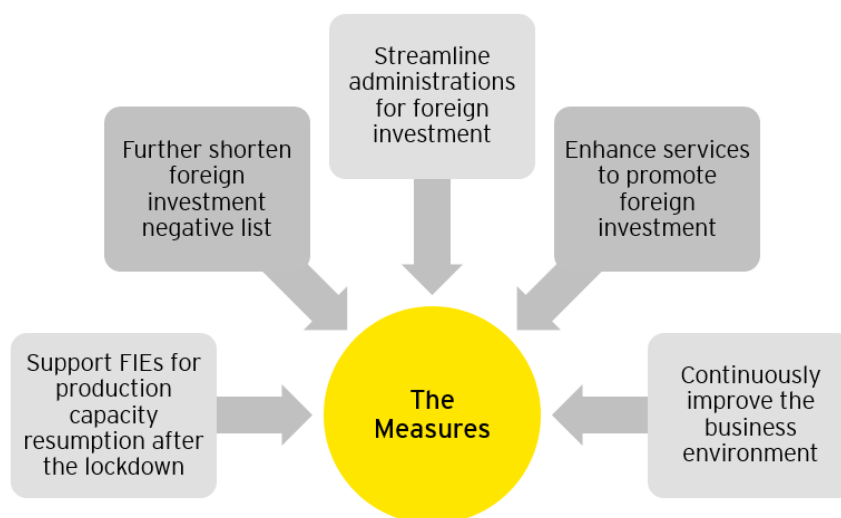 Streamline
administrations
for foreign
investment
Further shorten
foreign
investment
negative list
Enhance services
to promote
foreign
investment
Support FIEs for
production
capacity
resumption after
the lockdown
The
Measures
Continuously
improve the
business
environment